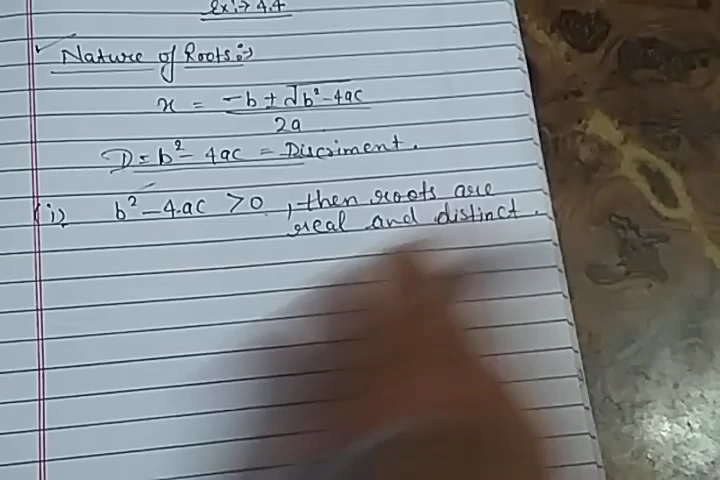 Ex:→ 4.4
Nature of Roots:→
x = -b ± √b² - 4ac
2a
D = b² - 4ac = Discriment.
(i) b² - 4ac > 0, then roots are
real and distinct.